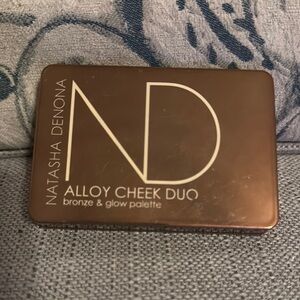 NATASHA DENONA
ND
ALLOY CHEEK DUO
bronze & glow palette